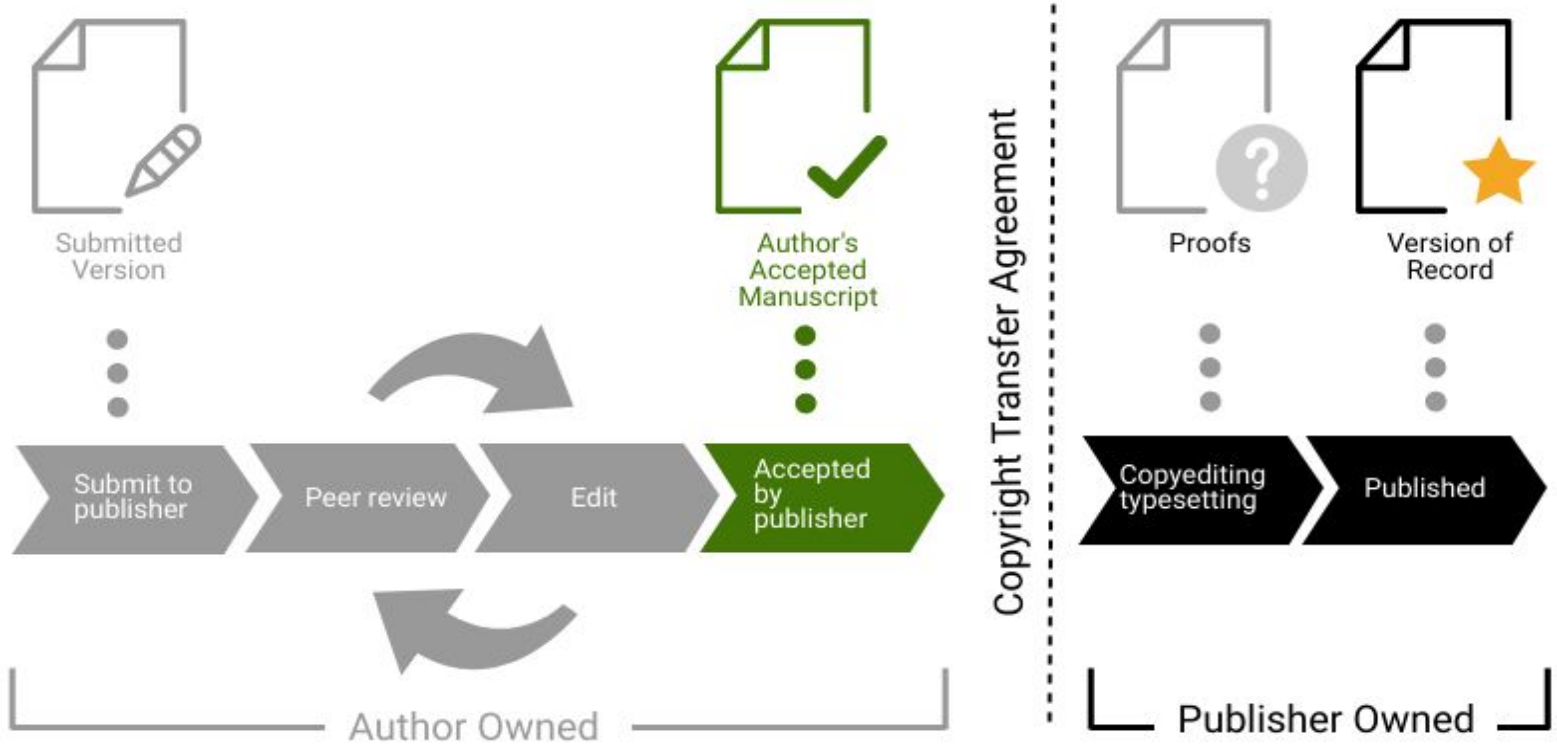 Submitted
Version
Author's
Accepted
Manuscript
Copyright Transfer Agreement
Proofs
Version of
Record
Submit to
publisher
Peer review
Edit
Accepted
by
publisher
Copyediting
typesetting
Published
Author Owned
Publisher Owned